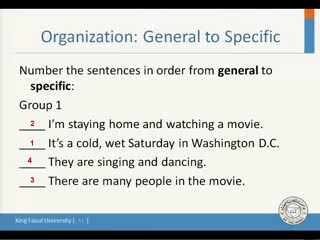 Organization: General to Specific
Number the sentences in order from general to
specific:
Group 1
2 I'm staying home and watching a movie.
1 It's a cold, wet Saturday in Washington D.C.
4 They are singing and dancing.
3 There are many people in the movie.
King Faisal University | |